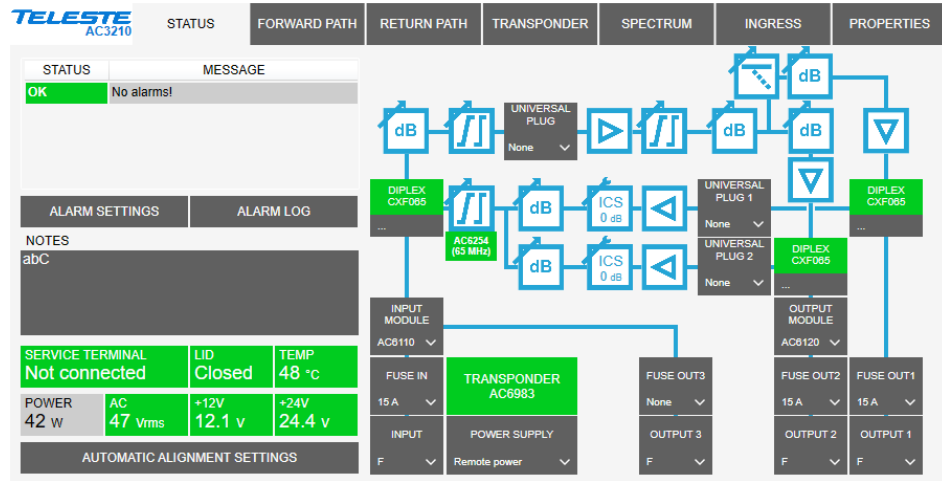 TELESTE
AC3210
STATUS
FORWARD PATH
RETURN PATH
TRANSPONDER
SPECTRUM
INGRESS
PROPERTIES
STATUS MESSAGE
OK No alarms!
ALARM SETTINGS
ALARM LOG
NOTES
abC
SERVICE TERMINAL
Not connected
LID
Closed
TEMP
48 °C
POWER
42 W
AC
47 Vrms
+12V
12.1 V
+24V
24.4 V
AUTOMATIC ALIGNMENT SETTINGS
dB
dB
UNIVERSAL
PLUG
None
dB
dB
DIPLEX
CXF065
...
AC6254
(65 MHz)
dB
ICS
0 dB
UNIVERSAL
PLUG 1
None
DIPLEX
CXF065
...
dB
ICS
0 dB
UNIVERSAL
PLUG 2
None
DIPLEX
CXF065
...
INPUT
MODULE
AC6110
OUTPUT
MODULE
AC6120
FUSE IN
15 A
TRANSPONDER
AC6983
FUSE OUT3
None
FUSE OUT2
15 A
FUSE OUT1
15 A
INPUT
F
POWER SUPPLY
Remote power
OUTPUT 3
F
OUTPUT 2
F
OUTPUT 1
F